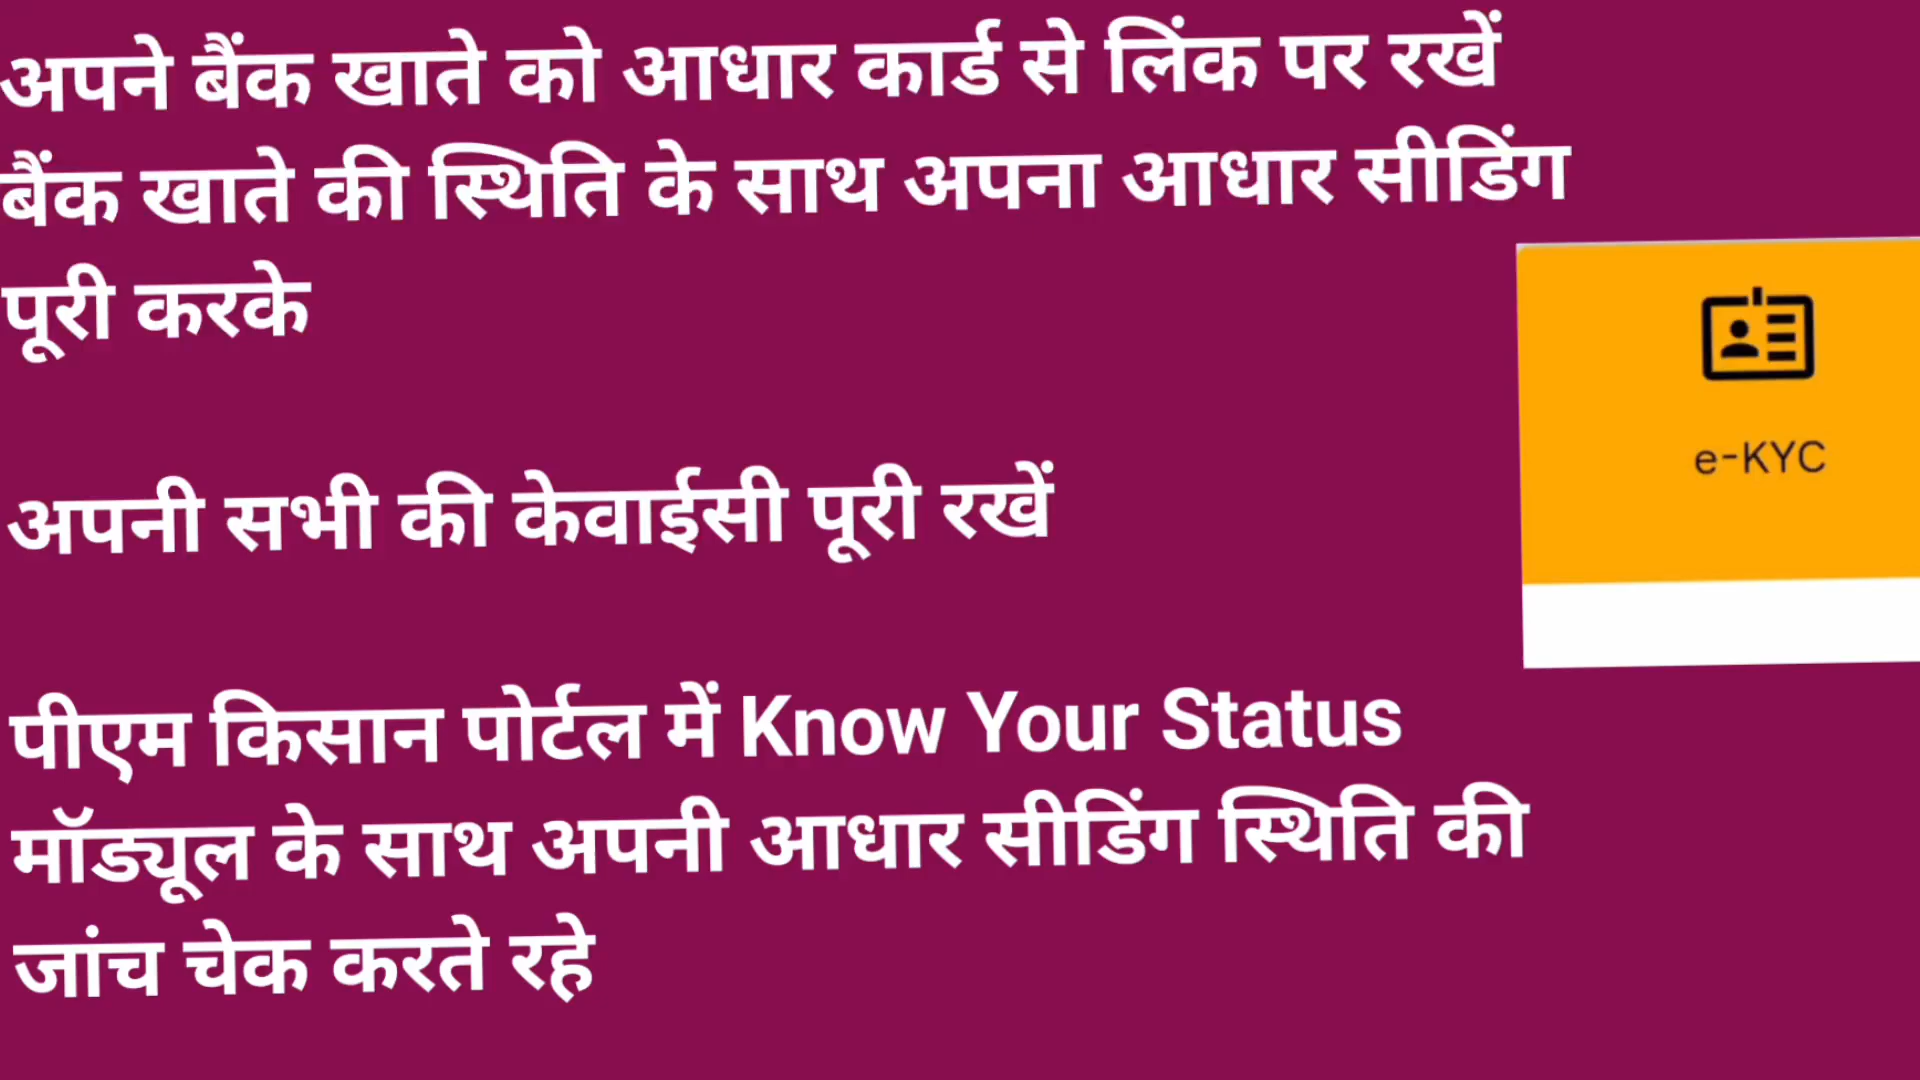 अपने बैंक खाते को आधार कार्ड से लिंक पर रखें
बैंक खाते की स्थिति के साथ अपना आधार सीडिंग
पूरी करके
e-KYC
अपनी सभी की केवाईसी पूरी रखें
पीएम किसान पोर्टल में Know Your Status
मॉड्यूल के साथ अपनी आधार सीडिंग स्थिति की
जांच चेक करते रहे